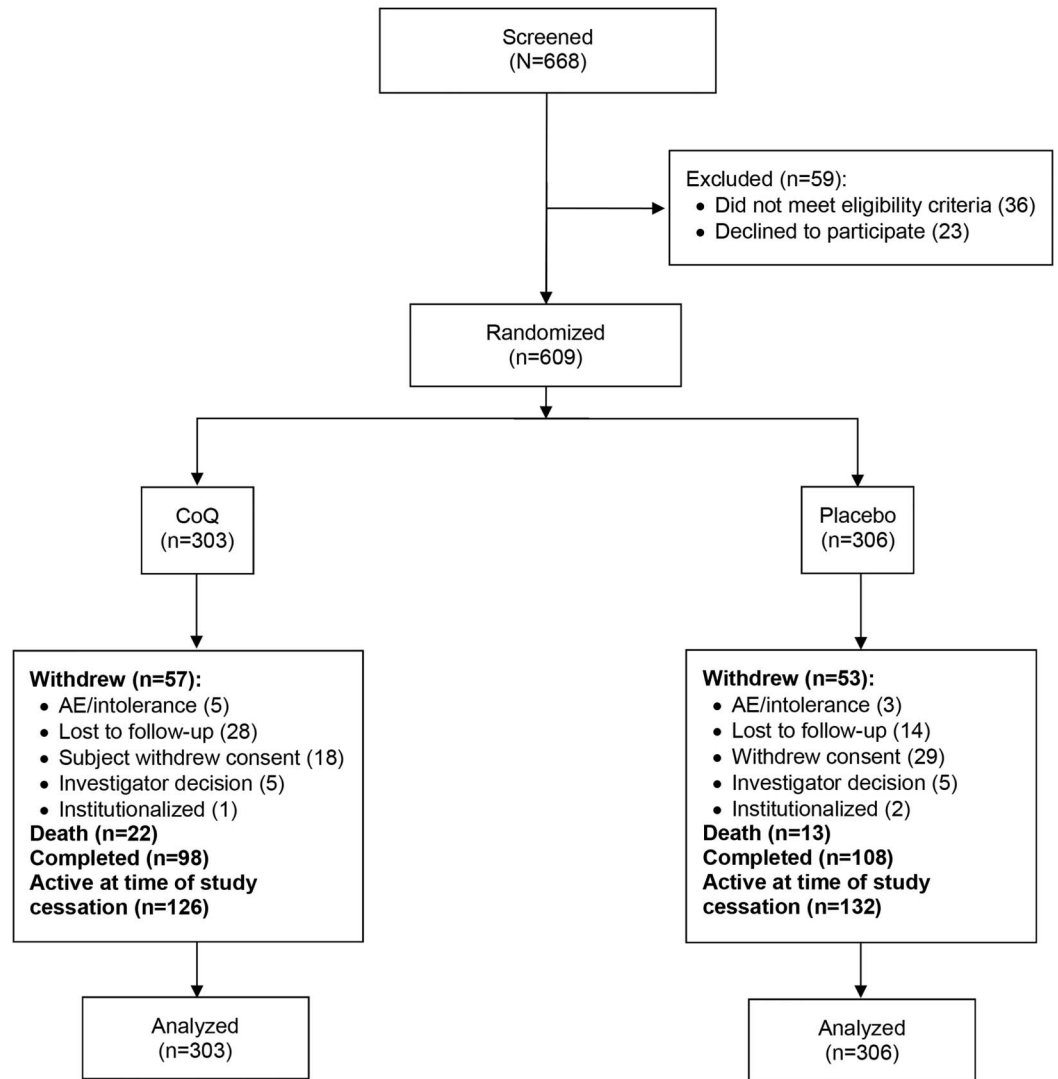 Screened
(N=668)
Excluded (n=59):
• Did not meet eligibility criteria (36)
• Declined to participate (23)
Randomized
(n=609)
CoQ
(n=303)
Placebo
(n=306)
Withdrew (n=57):
• AE/intolerance (5)
• Lost to follow-up (28)
• Subject withdrew consent (18)
• Investigator decision (5)
• Institutionalized (1)
Death (n=22)
Completed (n=98)
Active at time of study
cessation (n=126)
Withdrew (n=53):
• AE/intolerance (3)
• Lost to follow-up (14)
• Withdrew consent (29)
• Investigator decision (5)
• Institutionalized (2)
Death (n=13)
Completed (n=108)
Active at time of study
cessation (n=132)
Analyzed
(n=303)
Analyzed
(n=306)